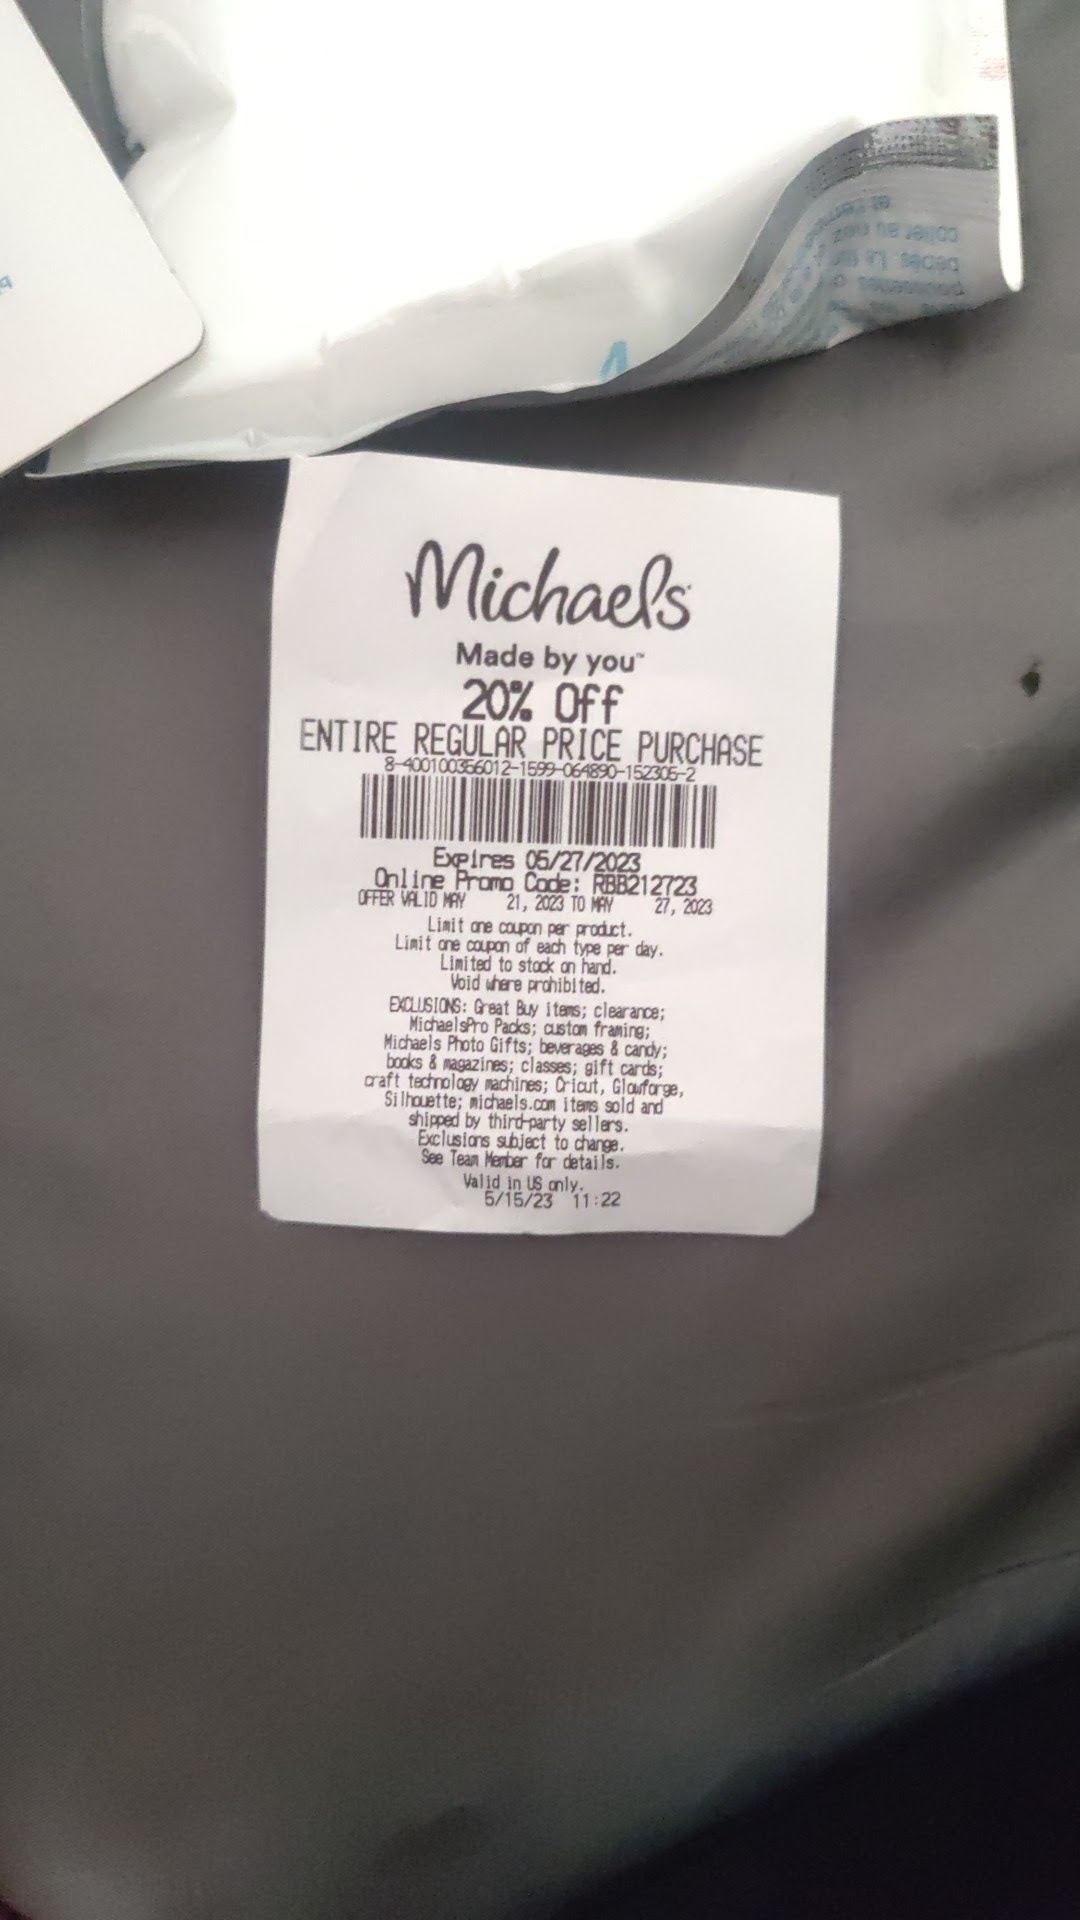 Michaels
Made by you™
20% Off
ENTIRE REGULAR PRICE PURCHASE
8-400100356012-1599-064890-152305-2
Expires 05/27/2023
Online Promo Code: RBB212723
OFFER VALID MAY 21, 2023 TO MAY 27, 2023
Limit one coupon per product.
Limit one coupon of each type per day.
Limited to stock on hand.
Void where prohibited.
EXCLUSIONS: Great Buy items; clearance;
MichaelsPro Packs; custom framing;
Michaels Photo Gifts; beverages & candy;
books & magazines; classes; gift cards;
craft technology machines; Cricut, Glowforge,
Silhouette; michaels.com items sold and
shipped by third-party sellers.
Exclusions subject to change.
See Team Member for details.
Valid in US only.
5/15/23 11:22